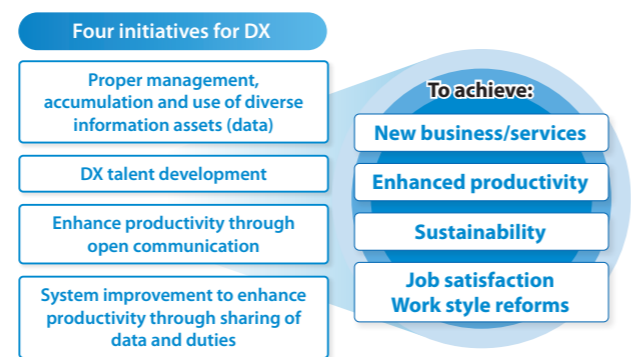 Four initiatives for DX
Proper management,
accumulation and use of diverse
information assets (data)
DX talent development
Enhance productivity through
open communication
System improvement to enhance
productivity through sharing of
data and duties
To achieve:
New business/services
Enhanced productivity
Sustainability
Job satisfaction
Work style reforms